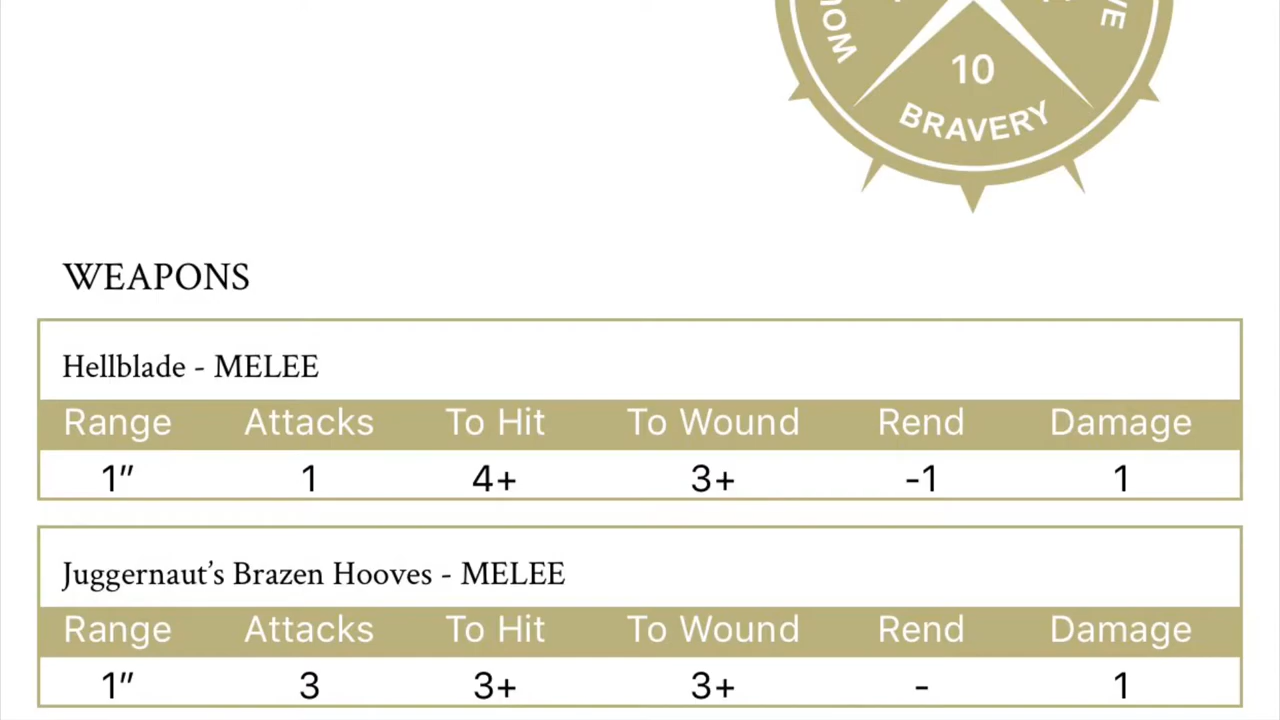 10
BRAVERY
WEAPONS
Hellblade - MELEE
Range Attacks To Hit To Wound Rend Damage
1” 1 4+ 3+ -1 1
Juggernaut’s Brazen Hooves - MELEE
Range Attacks To Hit To Wound Rend Damage
1” 3 3+ 3+ - 1